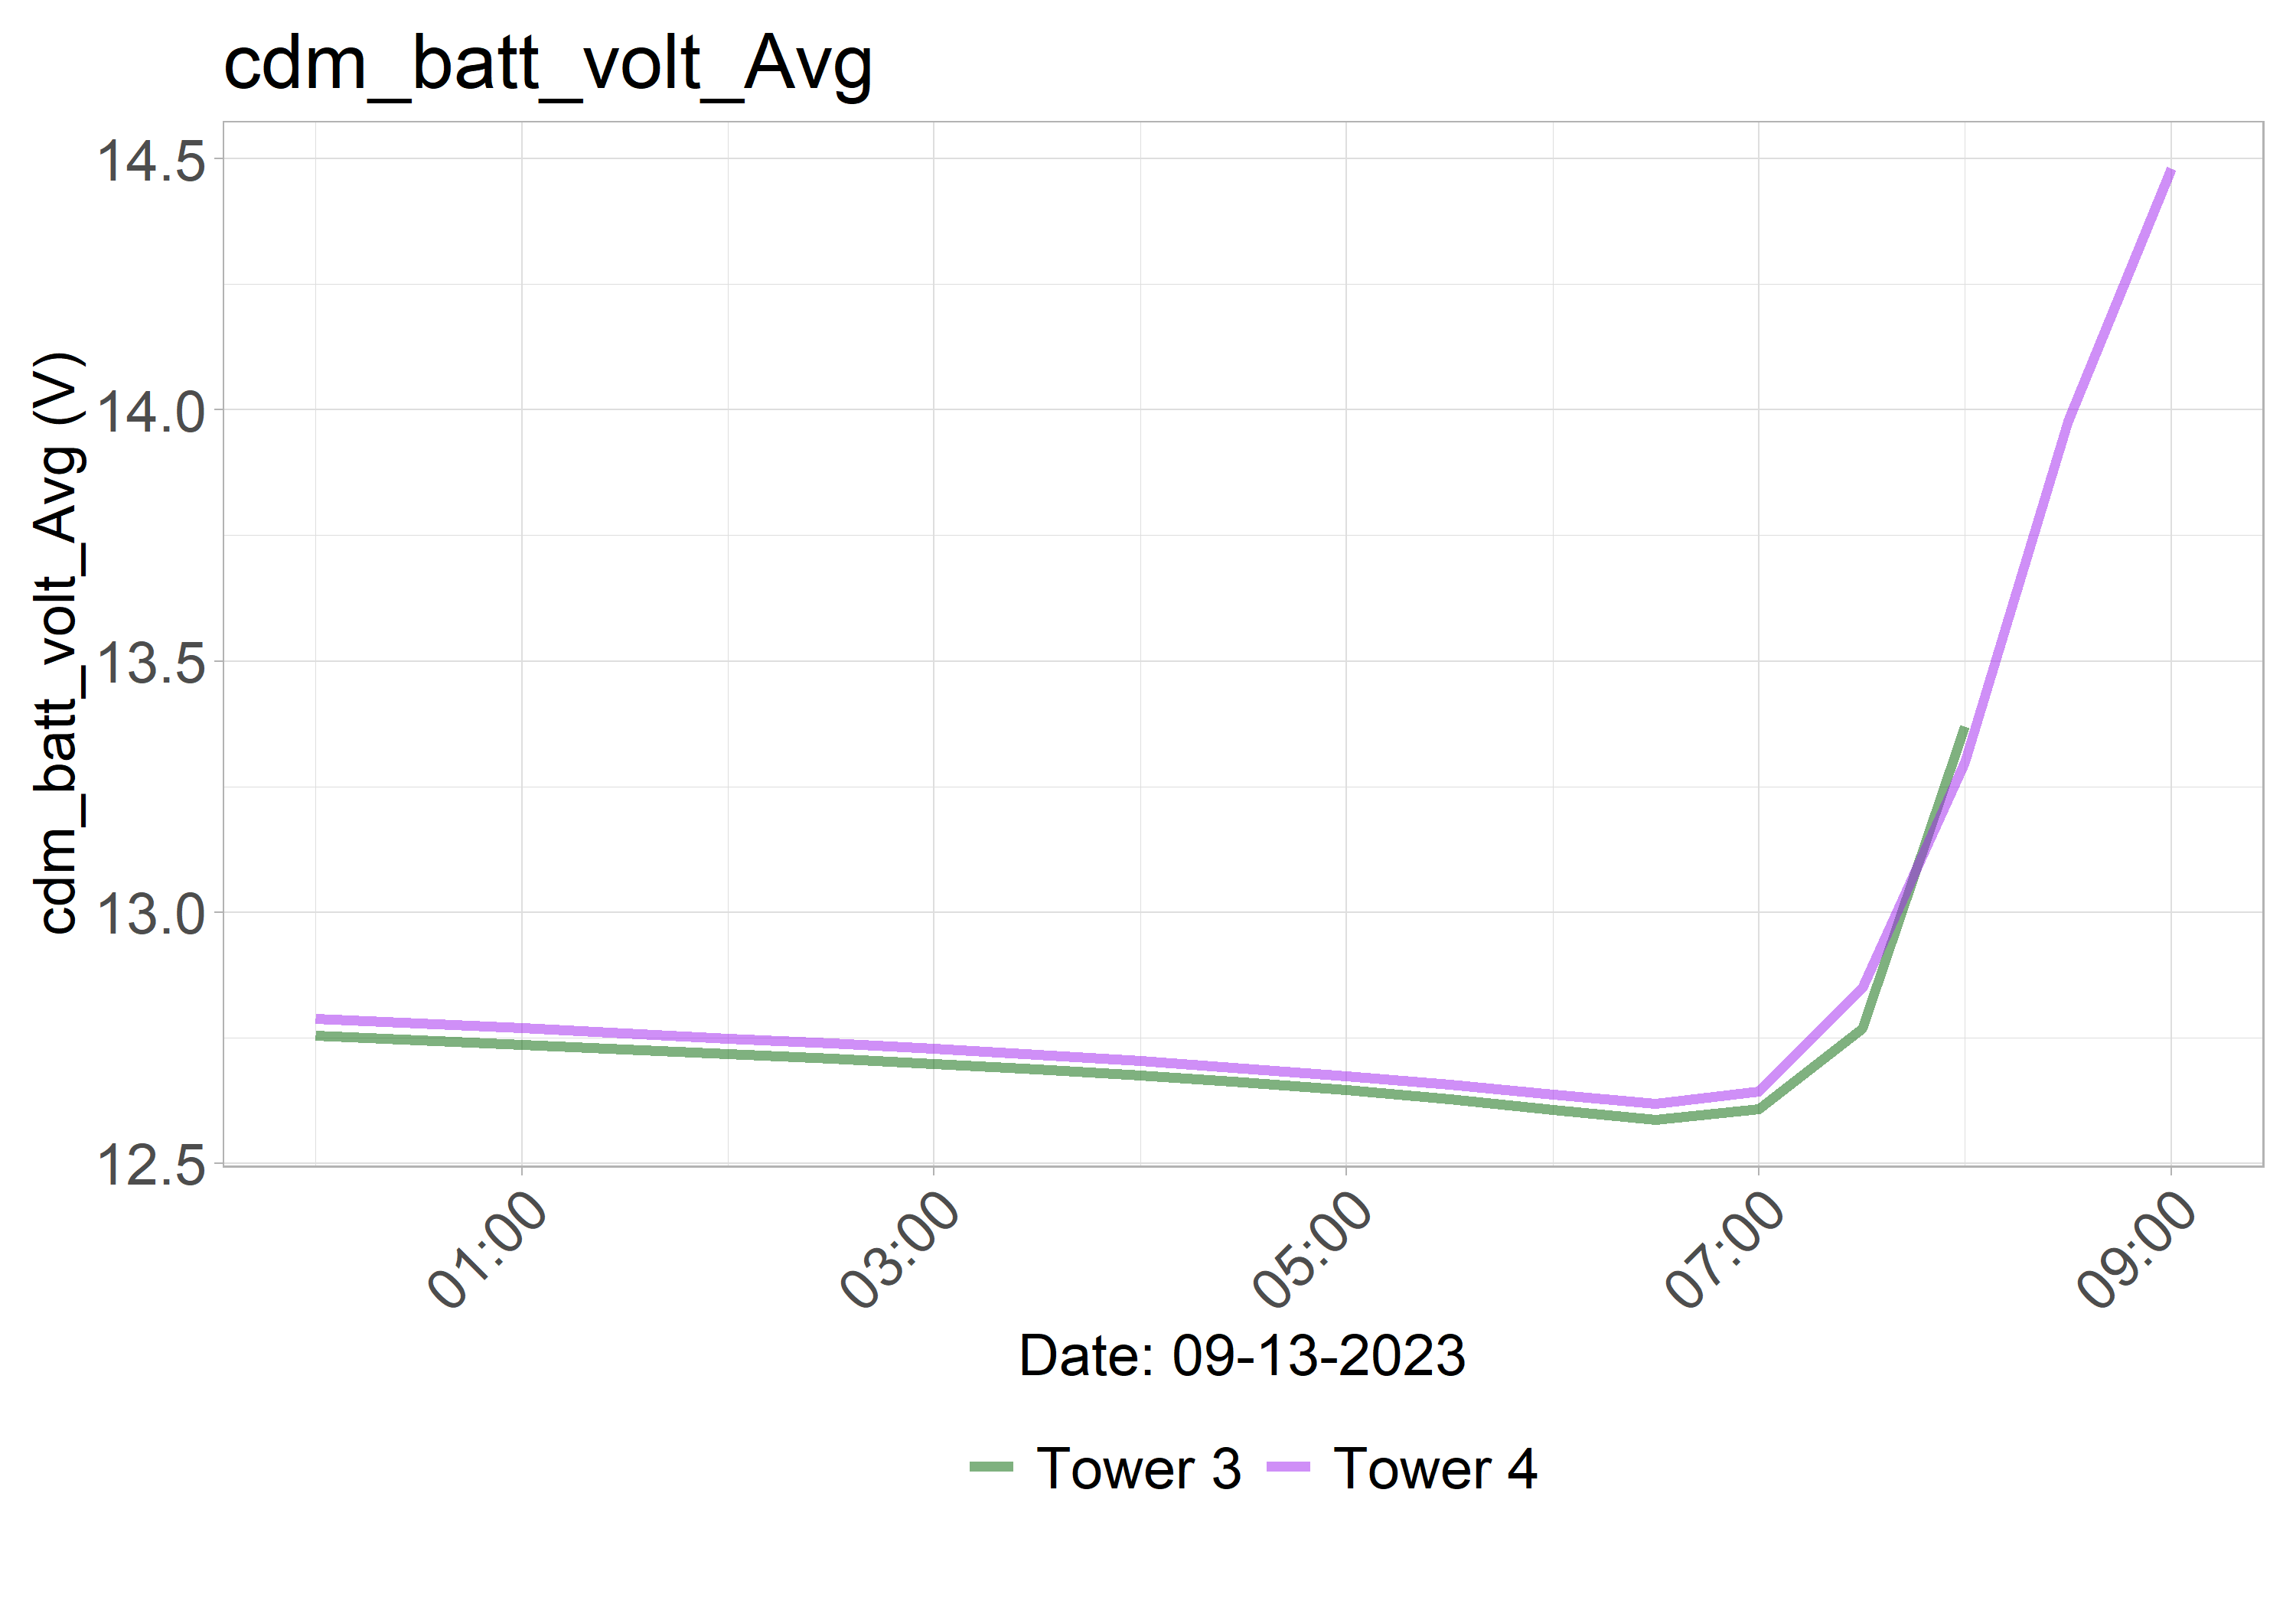 cdm_batt_volt_Avg
cdm_batt_volt_Avg (V)
14.5
14.0
13.5
13.0
12.5
01:00
03:00
05:00
07:00
09:00
Date: 09-13-2023
Tower 3
Tower 4